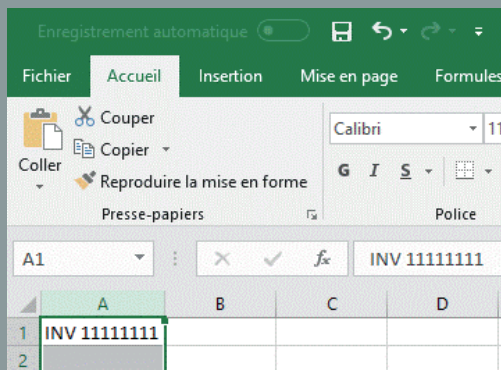 Enregistrement automatique
Fichier Accueil Insertion Mise en page Formules
Couper
Copier
Coller
Reproduire la mise en forme
Presse-papiers
Calibri 11
G I S
Police
A1 fx INV 11111111
A B C D
1 INV 11111111
2